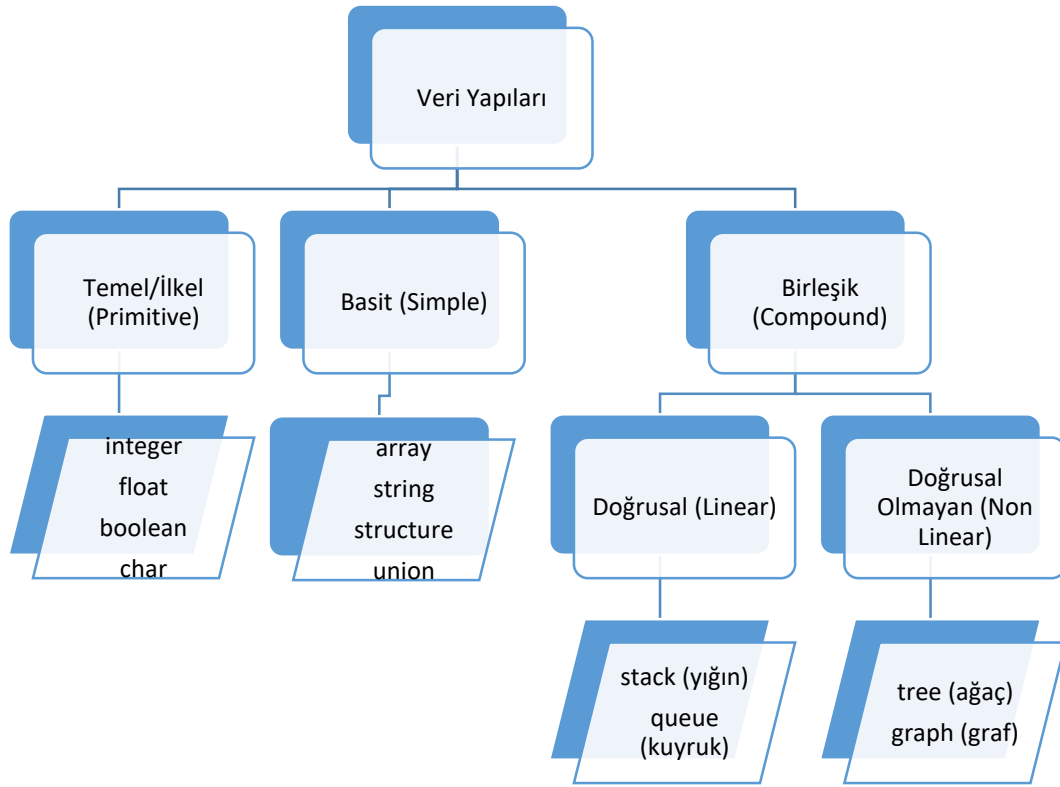 Veri Yapıları
Temel/İlkel
(Primitive)
Basit (Simple)
Birleşik
(Compound)
integer
float
boolean
char
array
string
structure
union
Doğrusal (Linear)
Doğrusal
Olmayan (Non
Linear)
stack (yığın)
queue
(kuyruk)
tree (ağaç)
graph (graf)